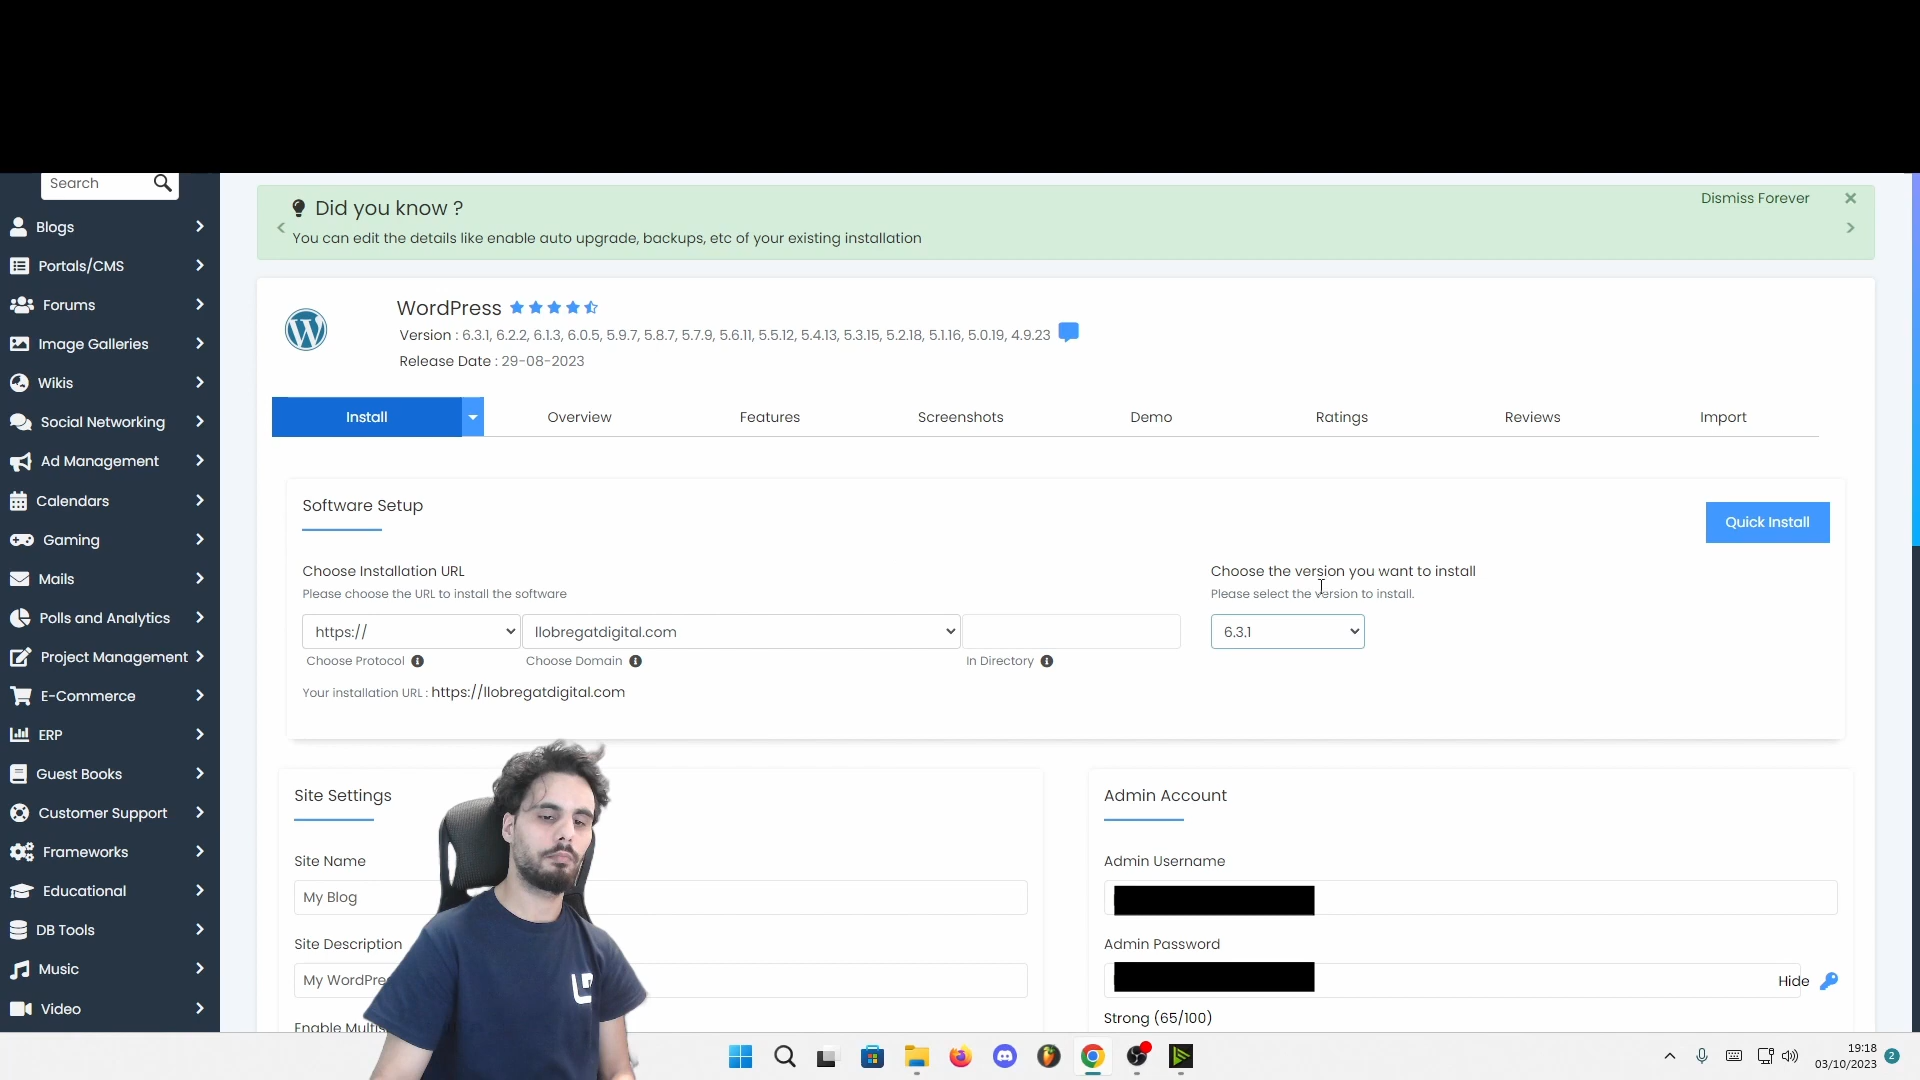 Search
Blogs
Portals/CMS
Forums
Image Galleries
Wikis
Social Networking
Ad Management
Calendars
Gaming
Mails
Polls and Analytics
Project Management
E-Commerce
ERP
Guest Books
Customer Support
Frameworks
Educational
DB Tools
Music
Video
Did you know ?
Dismiss Forever
You can edit the details like enable auto upgrade, backups, etc of your existing installation
WordPress
Version : 6.3.1, 6.2.2, 6.1.3, 6.0.5, 5.9.7, 5.8.7, 5.7.9, 5.6.11, 5.5.12, 5.4.13, 5.3.15, 5.2.18, 5.1.16, 5.0.19, 4.9.23
Release Date : 29-08-2023
Install Overview Features Screenshots Demo Ratings Reviews Import
Software Setup
Quick Install
Choose Installation URL
Please choose the URL to install the software
https:// llobregatdigital.com
Choose Protocol Choose Domain In Directory
Your installation URL : https://llobregatdigital.com
Choose the version you want to install
Please select the version to install.
6.3.1
Site Settings
Site Name
My Blog
Site Description
My WordPre
Enable Multis
Admin Account
Admin Username
Admin Password
Hide
Strong (65/100)
19:18
03/10/2023
2